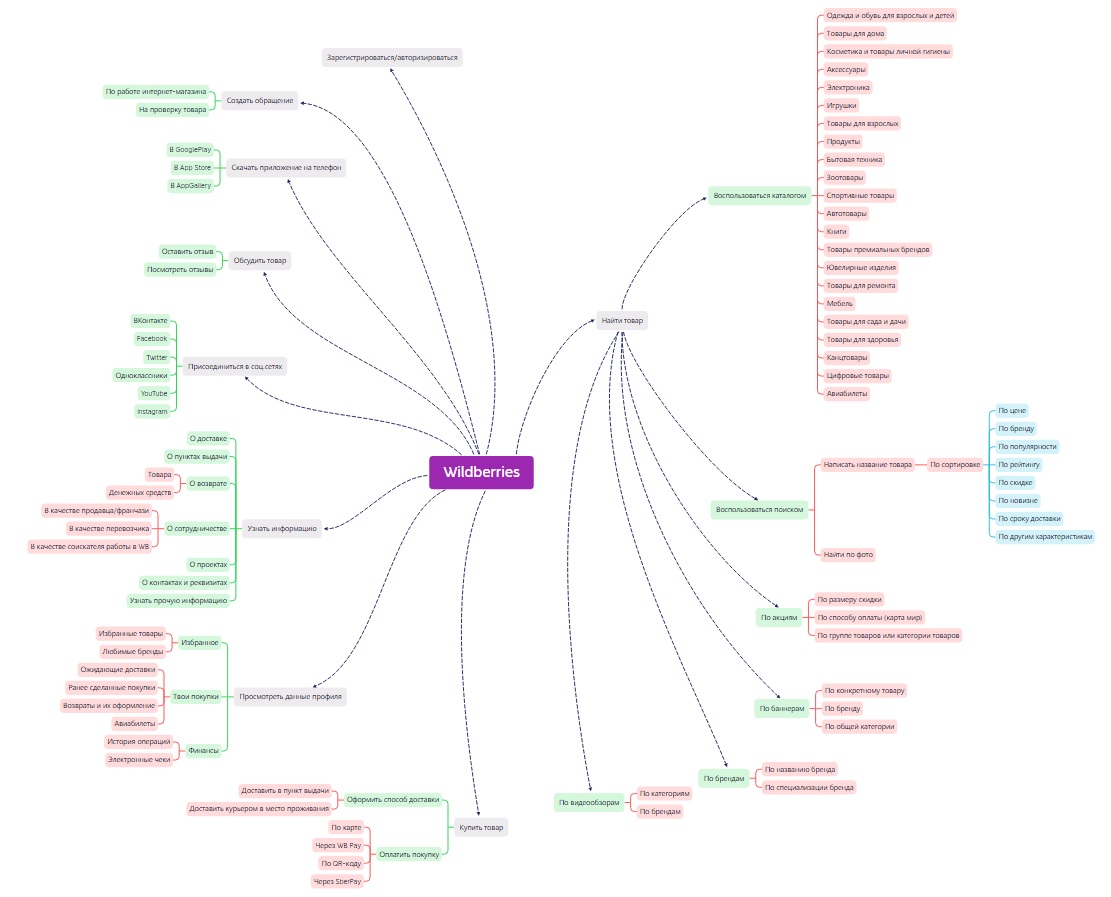 Wildberries
Зарегистрироваться/авторизироваться
Создать обращение
По работе интернет-магазина
На проверку товара
Скачать приложение на телефон
В GooglePlay
В App Store
В AppGallery
Обсудить товар
Оставить отзыв
Посмотреть отзывы
Присоединиться в соц.сетях
ВКонтакте
Facebook
Twitter
Одноклассники
YouTube
Instagram
Узнать информацию
О доставке
О пунктах выдачи
О возврате
Товара
Денежных средств
О сотрудничестве
В качестве продавца/франчази
В качестве перевозчика
В качестве соискателя работы в WB
О проектах
О контактах и реквизитах
Узнать прочую информацию
Просмотреть данные профиля
Избранное
Избранные товары
Любимые бренды
Твои покупки
Ожидающие доставки
Ранее сделанные покупки
Возвраты и их оформление
Авиабилеты
Финансы
История операций
Электронные чеки
Купить товар
Оформить способ доставки
Доставить в пункт выдачи
Доставить курьером в место проживания
Оплатить покупку
По карте
Через WB Pay
По QR-коду
Через SberPay
Найти товар
Воспользоваться каталогом
Одежда и обувь для взрослых и детей
Товары для дома
Косметика и товары личной гигиены
Аксессуары
Электроника
Игрушки
Товары для взрослых
Продукты
Бытовая техника
Зоотовары
Спортивные товары
Автотовары
Книги
Товары премиальных брендов
Ювелирные изделия
Товары для ремонта
Мебель
Товары для сада и дачи
Товары для здоровья
Канцтовары
Цифровые товары
Авиабилеты
Воспользоваться поиском
Написать название товара
По сортировке
По цене
По бренду
По популярности
По рейтингу
По скидке
По новизне
По сроку доставки
По другим характеристикам
Найти по фото
По акциям
По размеру скидки
По способу оплаты (карта мир)
По группе товаров или категории товаров
По баннерам
По конкретному товару
По бренду
По общей категории
По брендам
По названию бренда
По специализации бренда
По видеообзорам
По категориям
По брендам